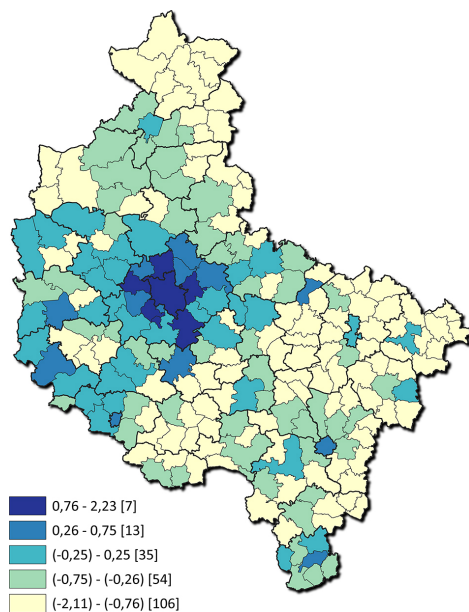 0,76 - 2,23 [7]
0,26 - 0,75 [13]
(-0,25) - 0,25 [35]
(-0,75) - (-0,26) [54]
(-2,11) - (-0,76) [106]